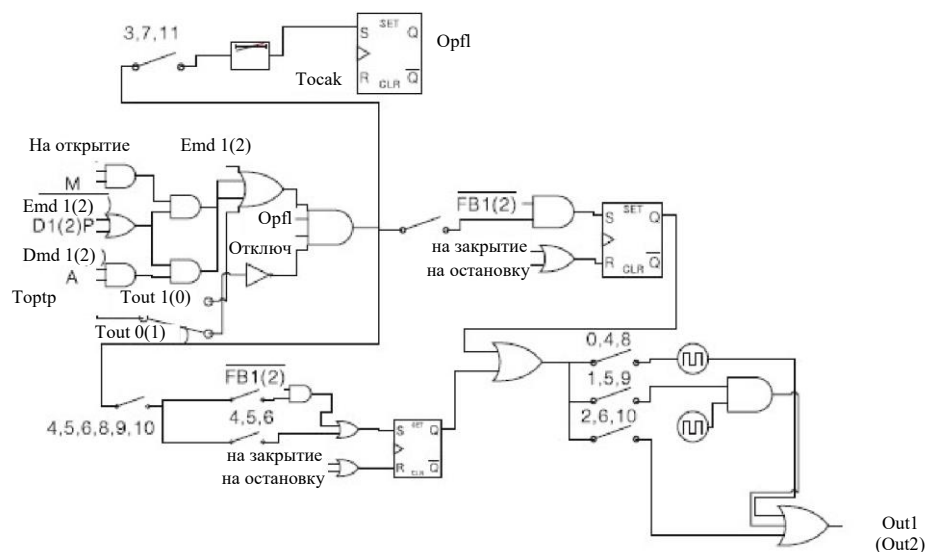 3,7,11
S SET Q
R CLR Q̅
Opfl
Tocak
На открытие
M
Emd 1(2)
D1(2)P
Dmd 1(2)
A
Toptp
Tout 1(0)
Tout 0(1)
Emd 1(2)
Opfl
Отключ
FB1(2)
на закрытие
на остановку
S SET Q
R CLR Q̅
4,5,6,8,9,10
FB1(2)
4,5,6
на закрытие
на остановку
S SET Q
R CLR Q̅
0,4,8
1,5,9
2,6,10
Out1
(Out2)